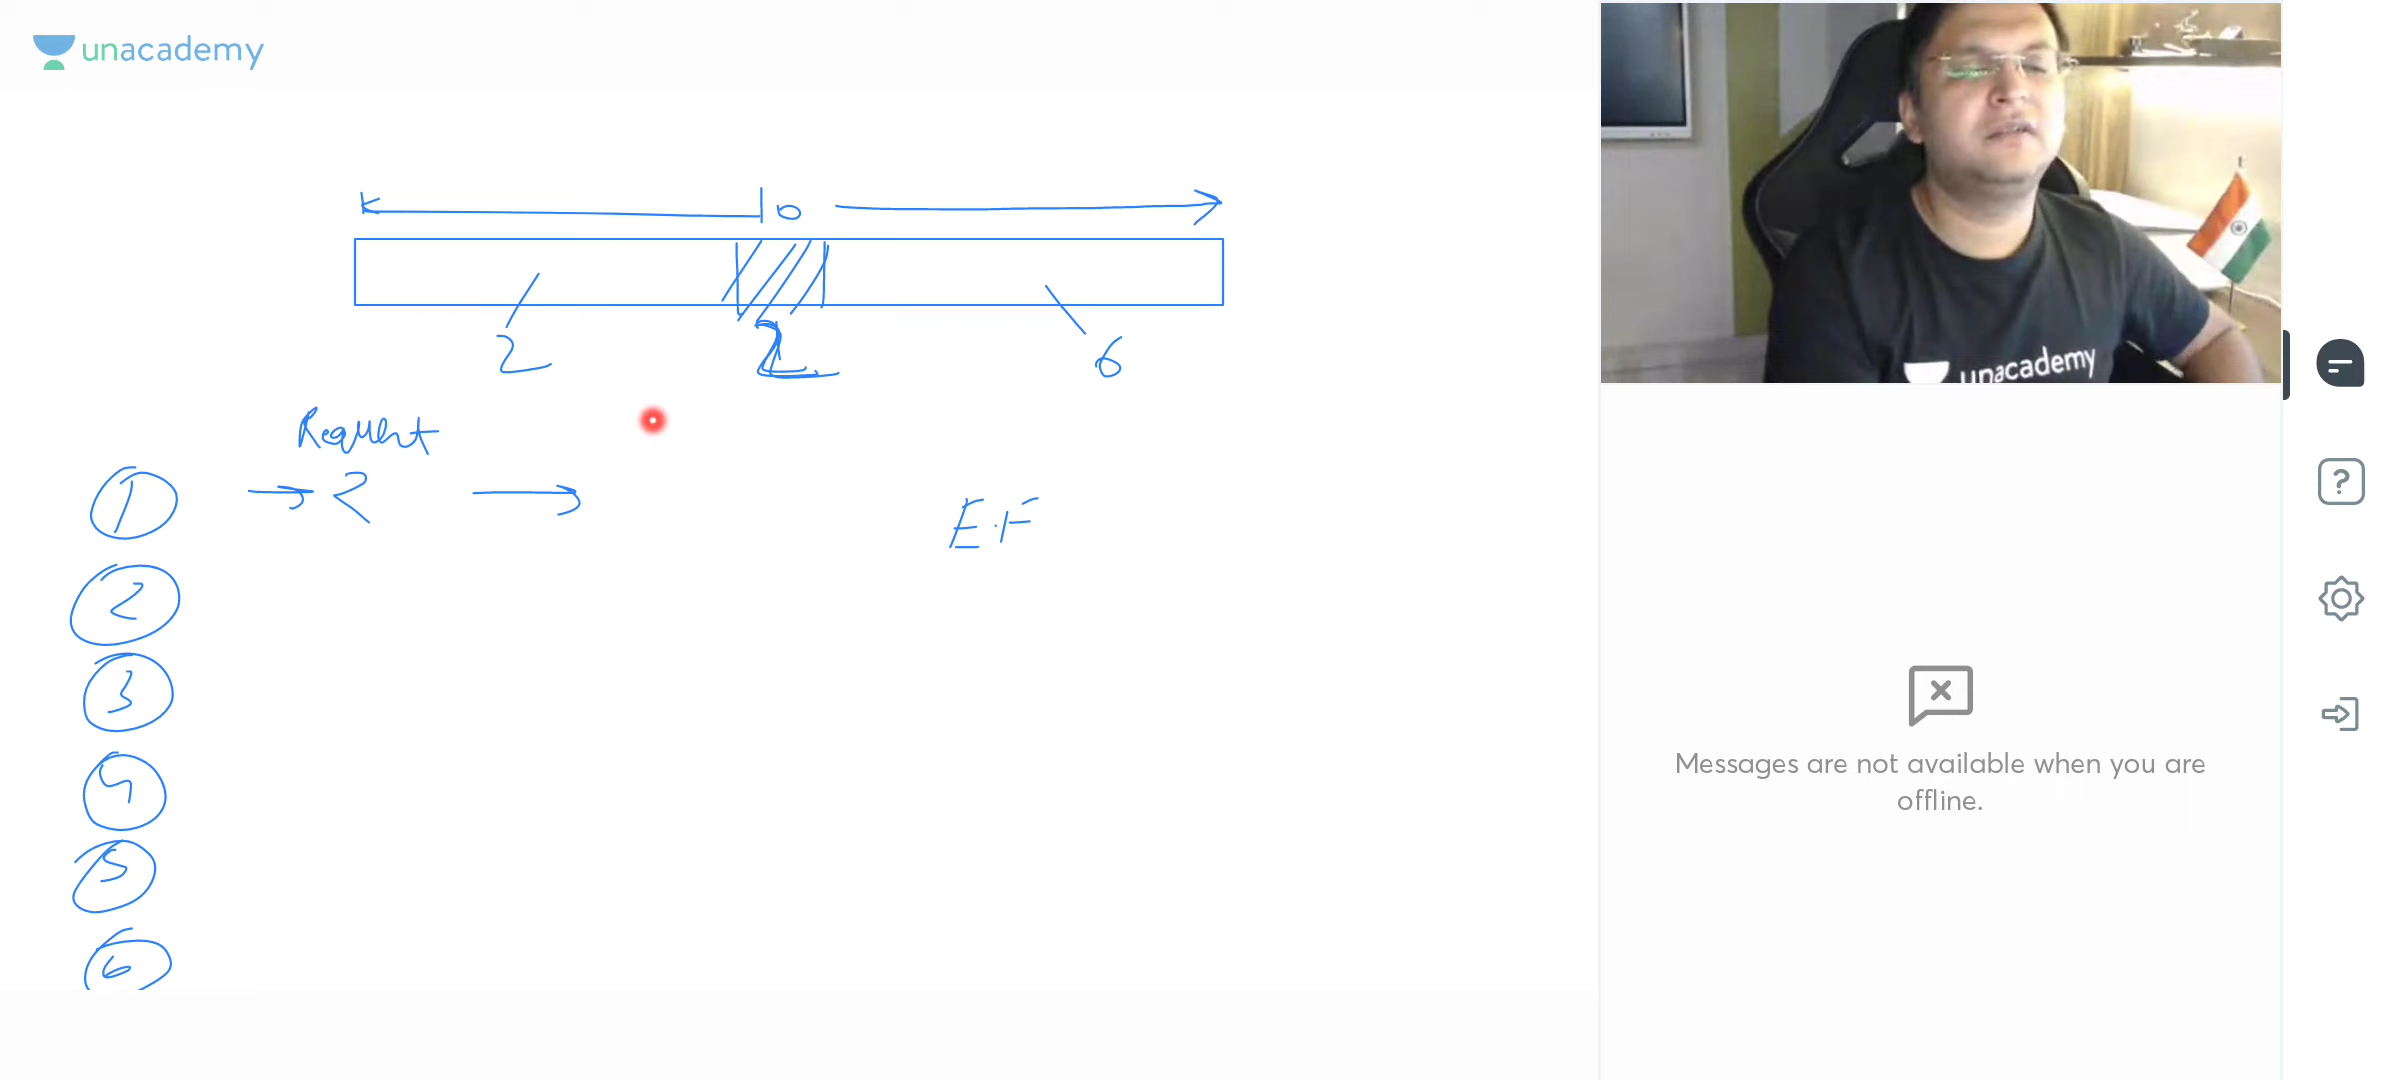 unacademy
10
2 2 6
Request
1 → 2 →
E.F
2
3
4
5
6
unacademy
?
Messages are not available when you are
offline.